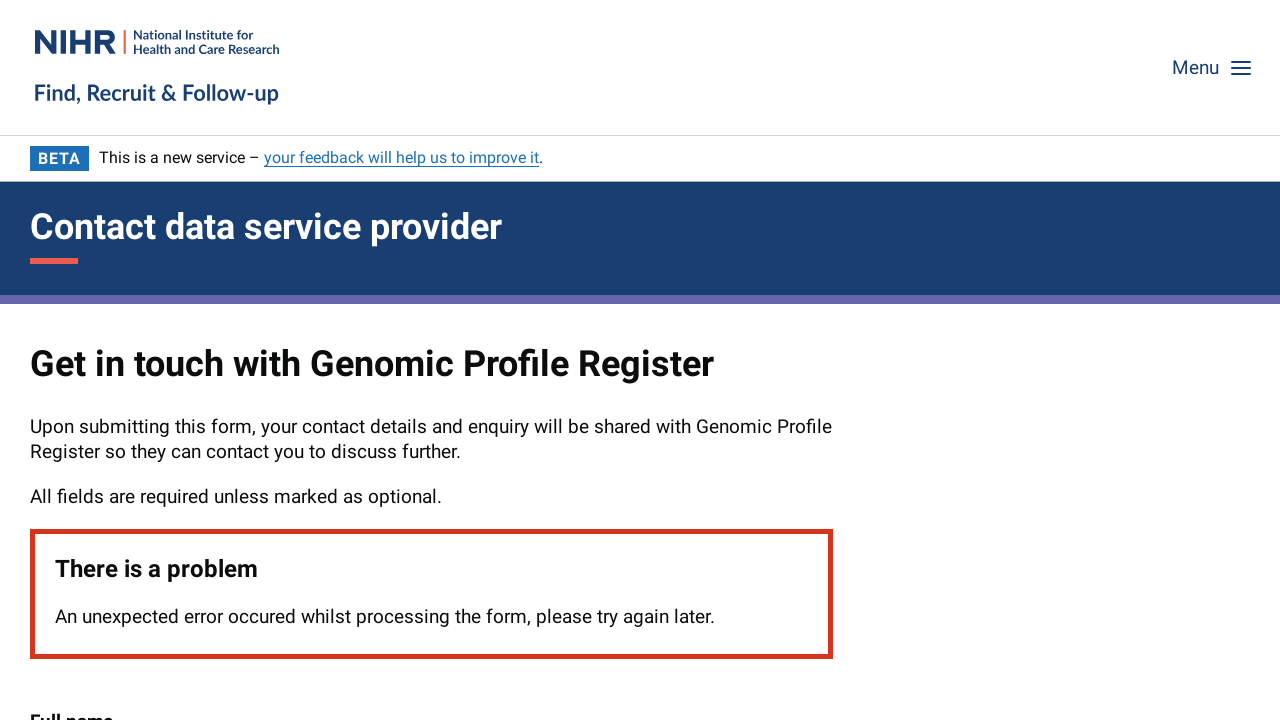 NIHR | National Institute for
Health and Care Research
Find, Recruit & Follow-up
Menu
BETA This is a new service – your feedback will help us to improve it.
Contact data service provider
Get in touch with Genomic Profile Register
Upon submitting this form, your contact details and enquiry will be shared with Genomic Profile
Register so they can contact you to discuss further.
All fields are required unless marked as optional.
There is a problem
An unexpected error occured whilst processing the form, please try again later.
Full name